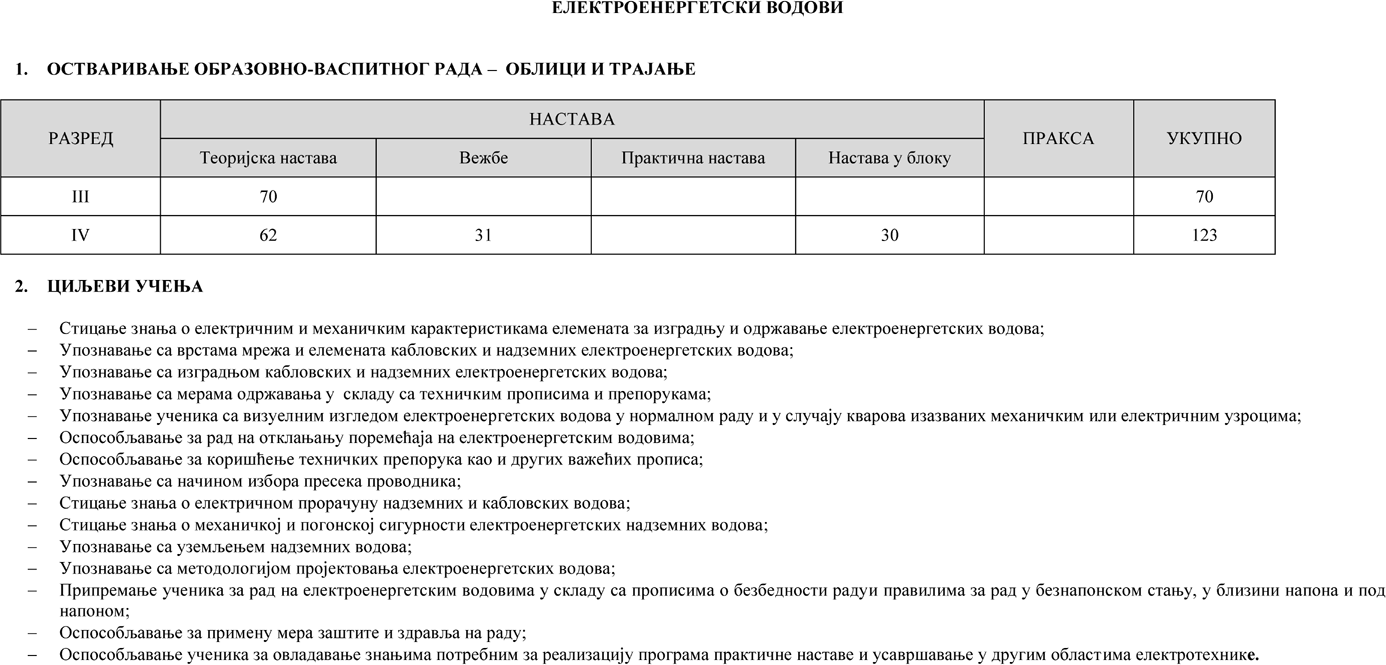 ЕЛЕКТРОЕНЕРГЕТСКИ ВОДОВИ
1. ОСТВАРИВАЊЕ ОБРАЗОВНО-ВАСПИТНОГ РАДА – ОБЛИЦИ И ТРАЈАЊЕ
РАЗРЕД НАСТАВА ПРАКСА УКУПНО
Теоријска настава Вежбе Практична настава Настава у блоку
III 70 70
IV 62 31 30 123
2. ЦИЉЕВИ УЧЕЊА
– Стицање знања о електричним и механичким карактеристикама елемената за изградњу и одржавање електроенергетских водова;
– Упознавање са врстама мрежа и елемената кабловских и надземних електроенергетских водова;
– Упознавање са изградњом кабловских и надземних електроенергетских водова;
– Упознавање са мерама одржавања у складу са техничким прописима и препорукама;
– Упознавање ученика са визуелним изгледом електроенергетских водова у нормалном раду и у случају кварова изазваних механичким или електричним узроцима;
– Оспособљавање за рад на отклањању поремећаја на електроенергетским водовима;
– Оспособљавање за коришћење техничких препорука као и других важећих прописа;
– Упознавање са начином избора пресека проводника;
– Стицање знања о електричном прорачуну надземних и кабловских водова;
– Стицање знања о механичкој и погонској сигурности електроенергетских надземних водова;
– Упознавање са уземљењем надземних водова;
– Упознавање са методологијом пројектовања електроенергетских водова;
– Припремање ученика за рад на електроенергетским водовима у складу са прописима о безбедности радуи правилима за рад у безнапонском стању, у близини напона и под
напоном;
– Оспособљавање за примену мера заштите и здравља на раду;
– Оспособљавање ученика за овладавање знањима потребним за реализацију програма практичне наставе и усавршавање у другим областима електротехнике.